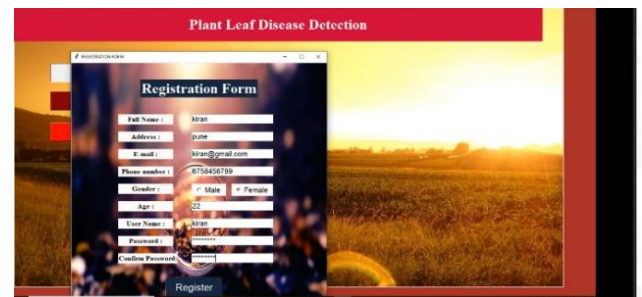 Plant Leaf Disease Detection
REGISTRATION FORM
Registration Form
Full Name : kiran
Address : pune
E-mail : kiran@gmail.com
Phone number : 6758456789
Gender : Male Female
Age : 22
User Name : kiran
Password : ********
Confirm Password: ********
Register